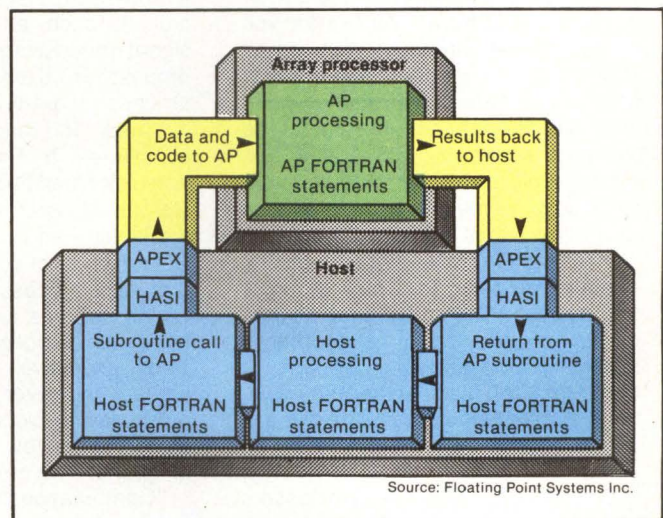 Array processor
AP
processing
AP FORTRAN
statements
Data and
code to AP
Results back
to host
APEX
HASI
APEX
HASI
Host
Subroutine call
to AP
Host FORTRAN
statements
Host
processing
Host FORTRAN
statements
Return from
AP subroutine
Host FORTRAN
statements
Source: Floating Point Systems Inc.